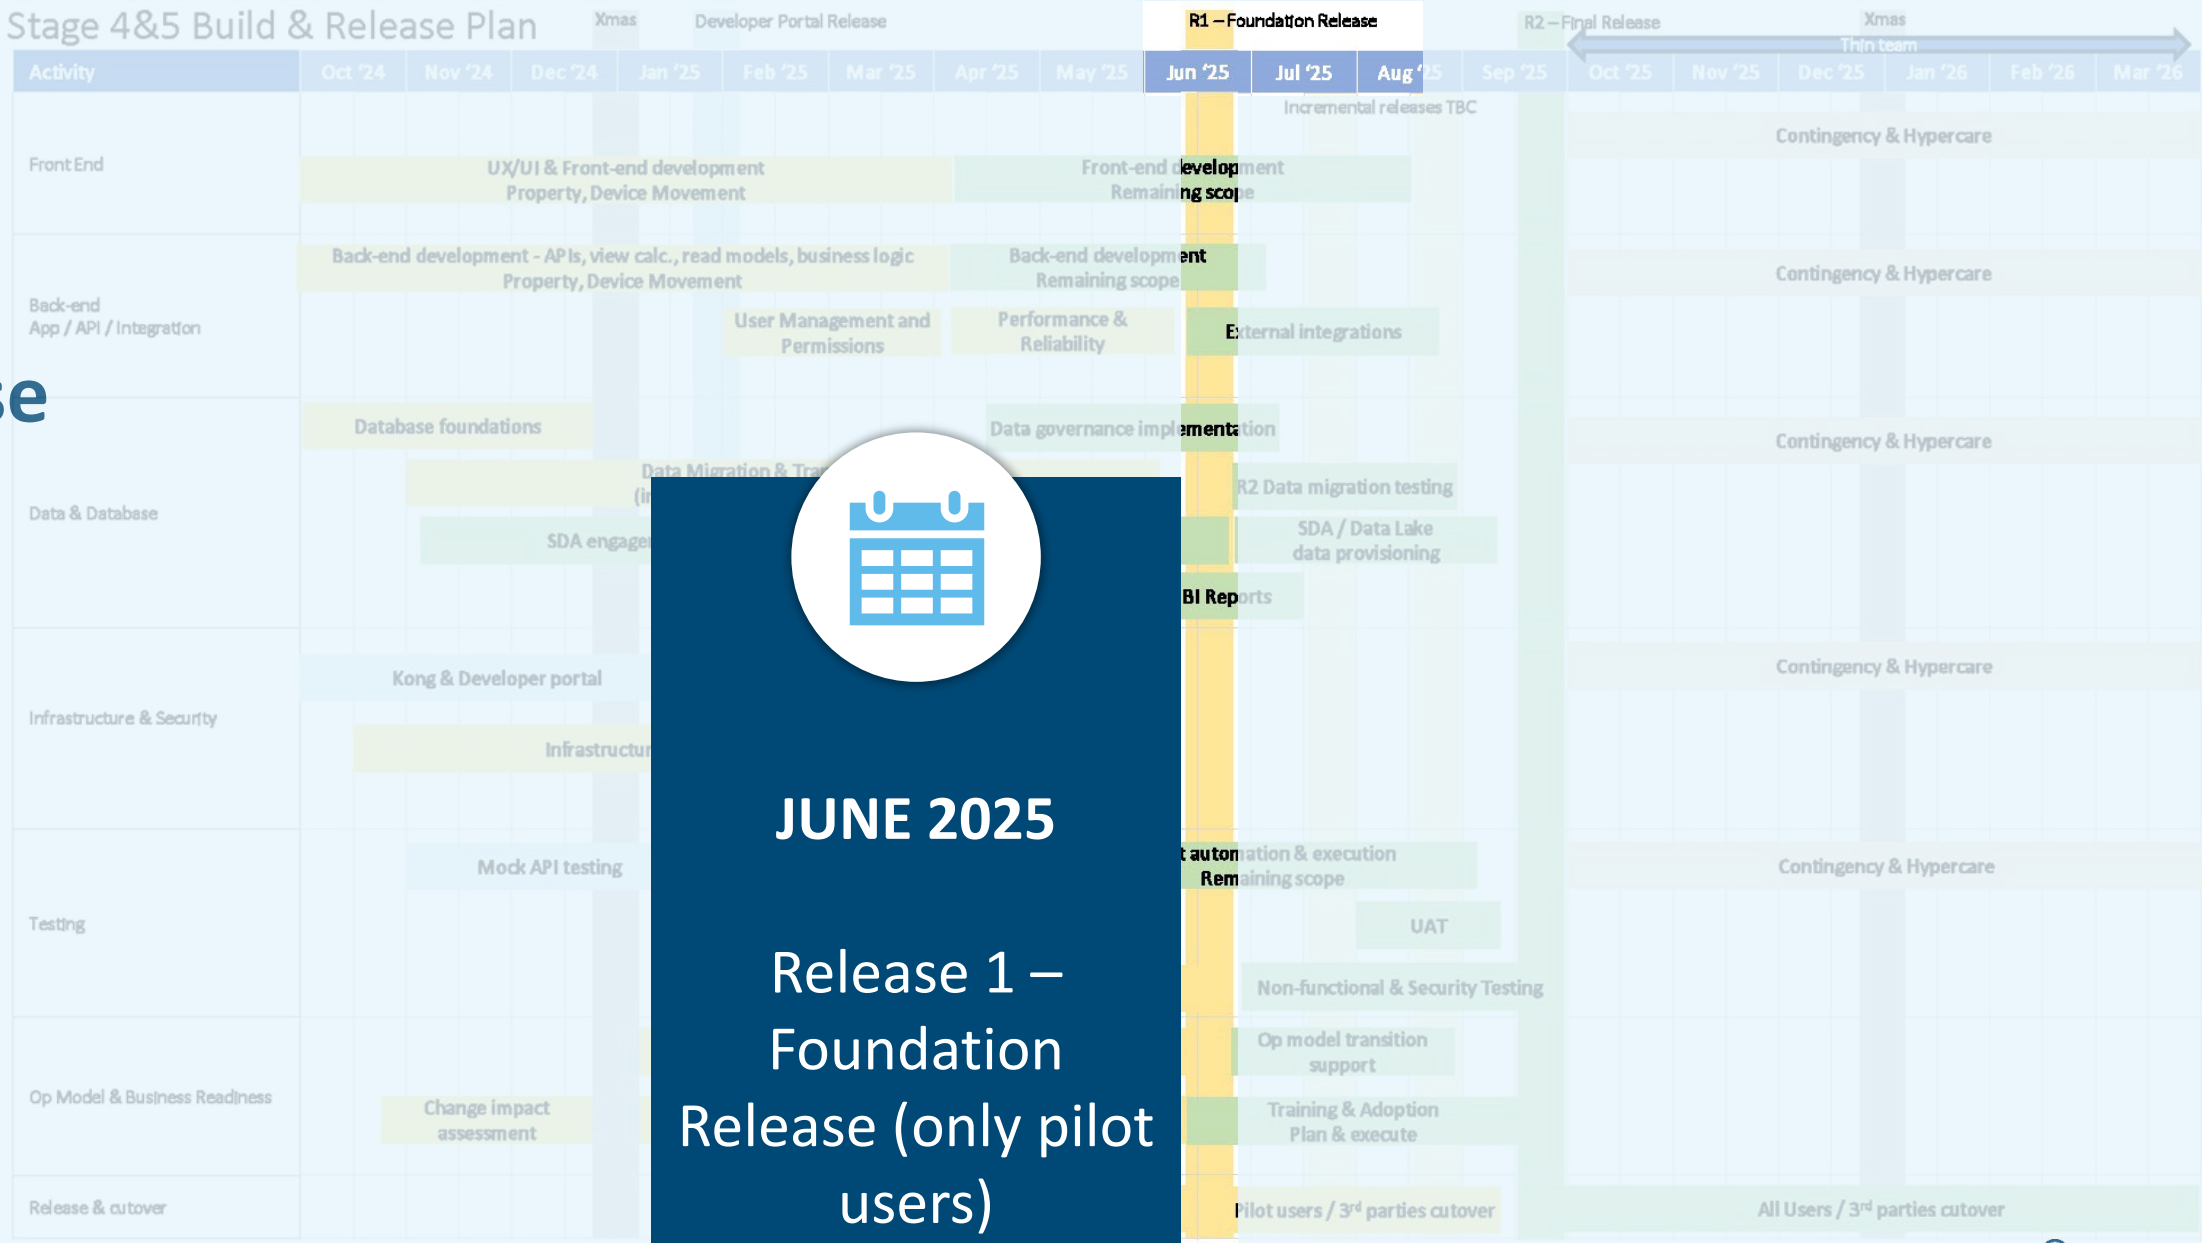 Stage 4&5 Build & Release Plan
Xmas
Developer Portal Release
R1 – Foundation Release
R2 – Final Release
Xmas
Thin team
Activity
Oct '24
Nov '24
Dec '24
Jan '25
Feb '25
Mar '25
Apr '25
May '25
Jun '25
Jul '25
Aug '25
Sep '25
Oct '25
Nov '25
Dec '25
Jan '26
Feb '26
Mar '26
Incremental releases TBC
Front End
UX/UI & Front-end development
Property, Device Movement
Front-end development
Remaining scope
Contingency & Hypercare
Back-end
App / API / Integration
Back-end development - APIs, view calc., read models, business logic
Property, Device Movement
Back-end development
Remaining scope
User Management and
Permissions
Performance &
Reliability
External integrations
Contingency & Hypercare
se
Data & Database
Database foundations
Data governance implementation
Contingency & Hypercare
Data Migration &
R2 Data migration testing
SDA
SDA / Data Lake
data provisioning
BI Reports
Infrastructure & Security
Kong & Developer portal
Contingency & Hypercare
Testing
Mock API testing
automation & execution
Remaining scope
Contingency & Hypercare
UAT
Non-functional & Security Testing
Op Model & Business Readiness
Op model transition
support
Change impact
assessment
Training & Adoption
Plan & execute
Release & cutover
Pilot users / 3rd parties cutover
All Users / 3rd parties cutover
JUNE 2025
Release 1 –
Foundation
Release (only pilot
users)